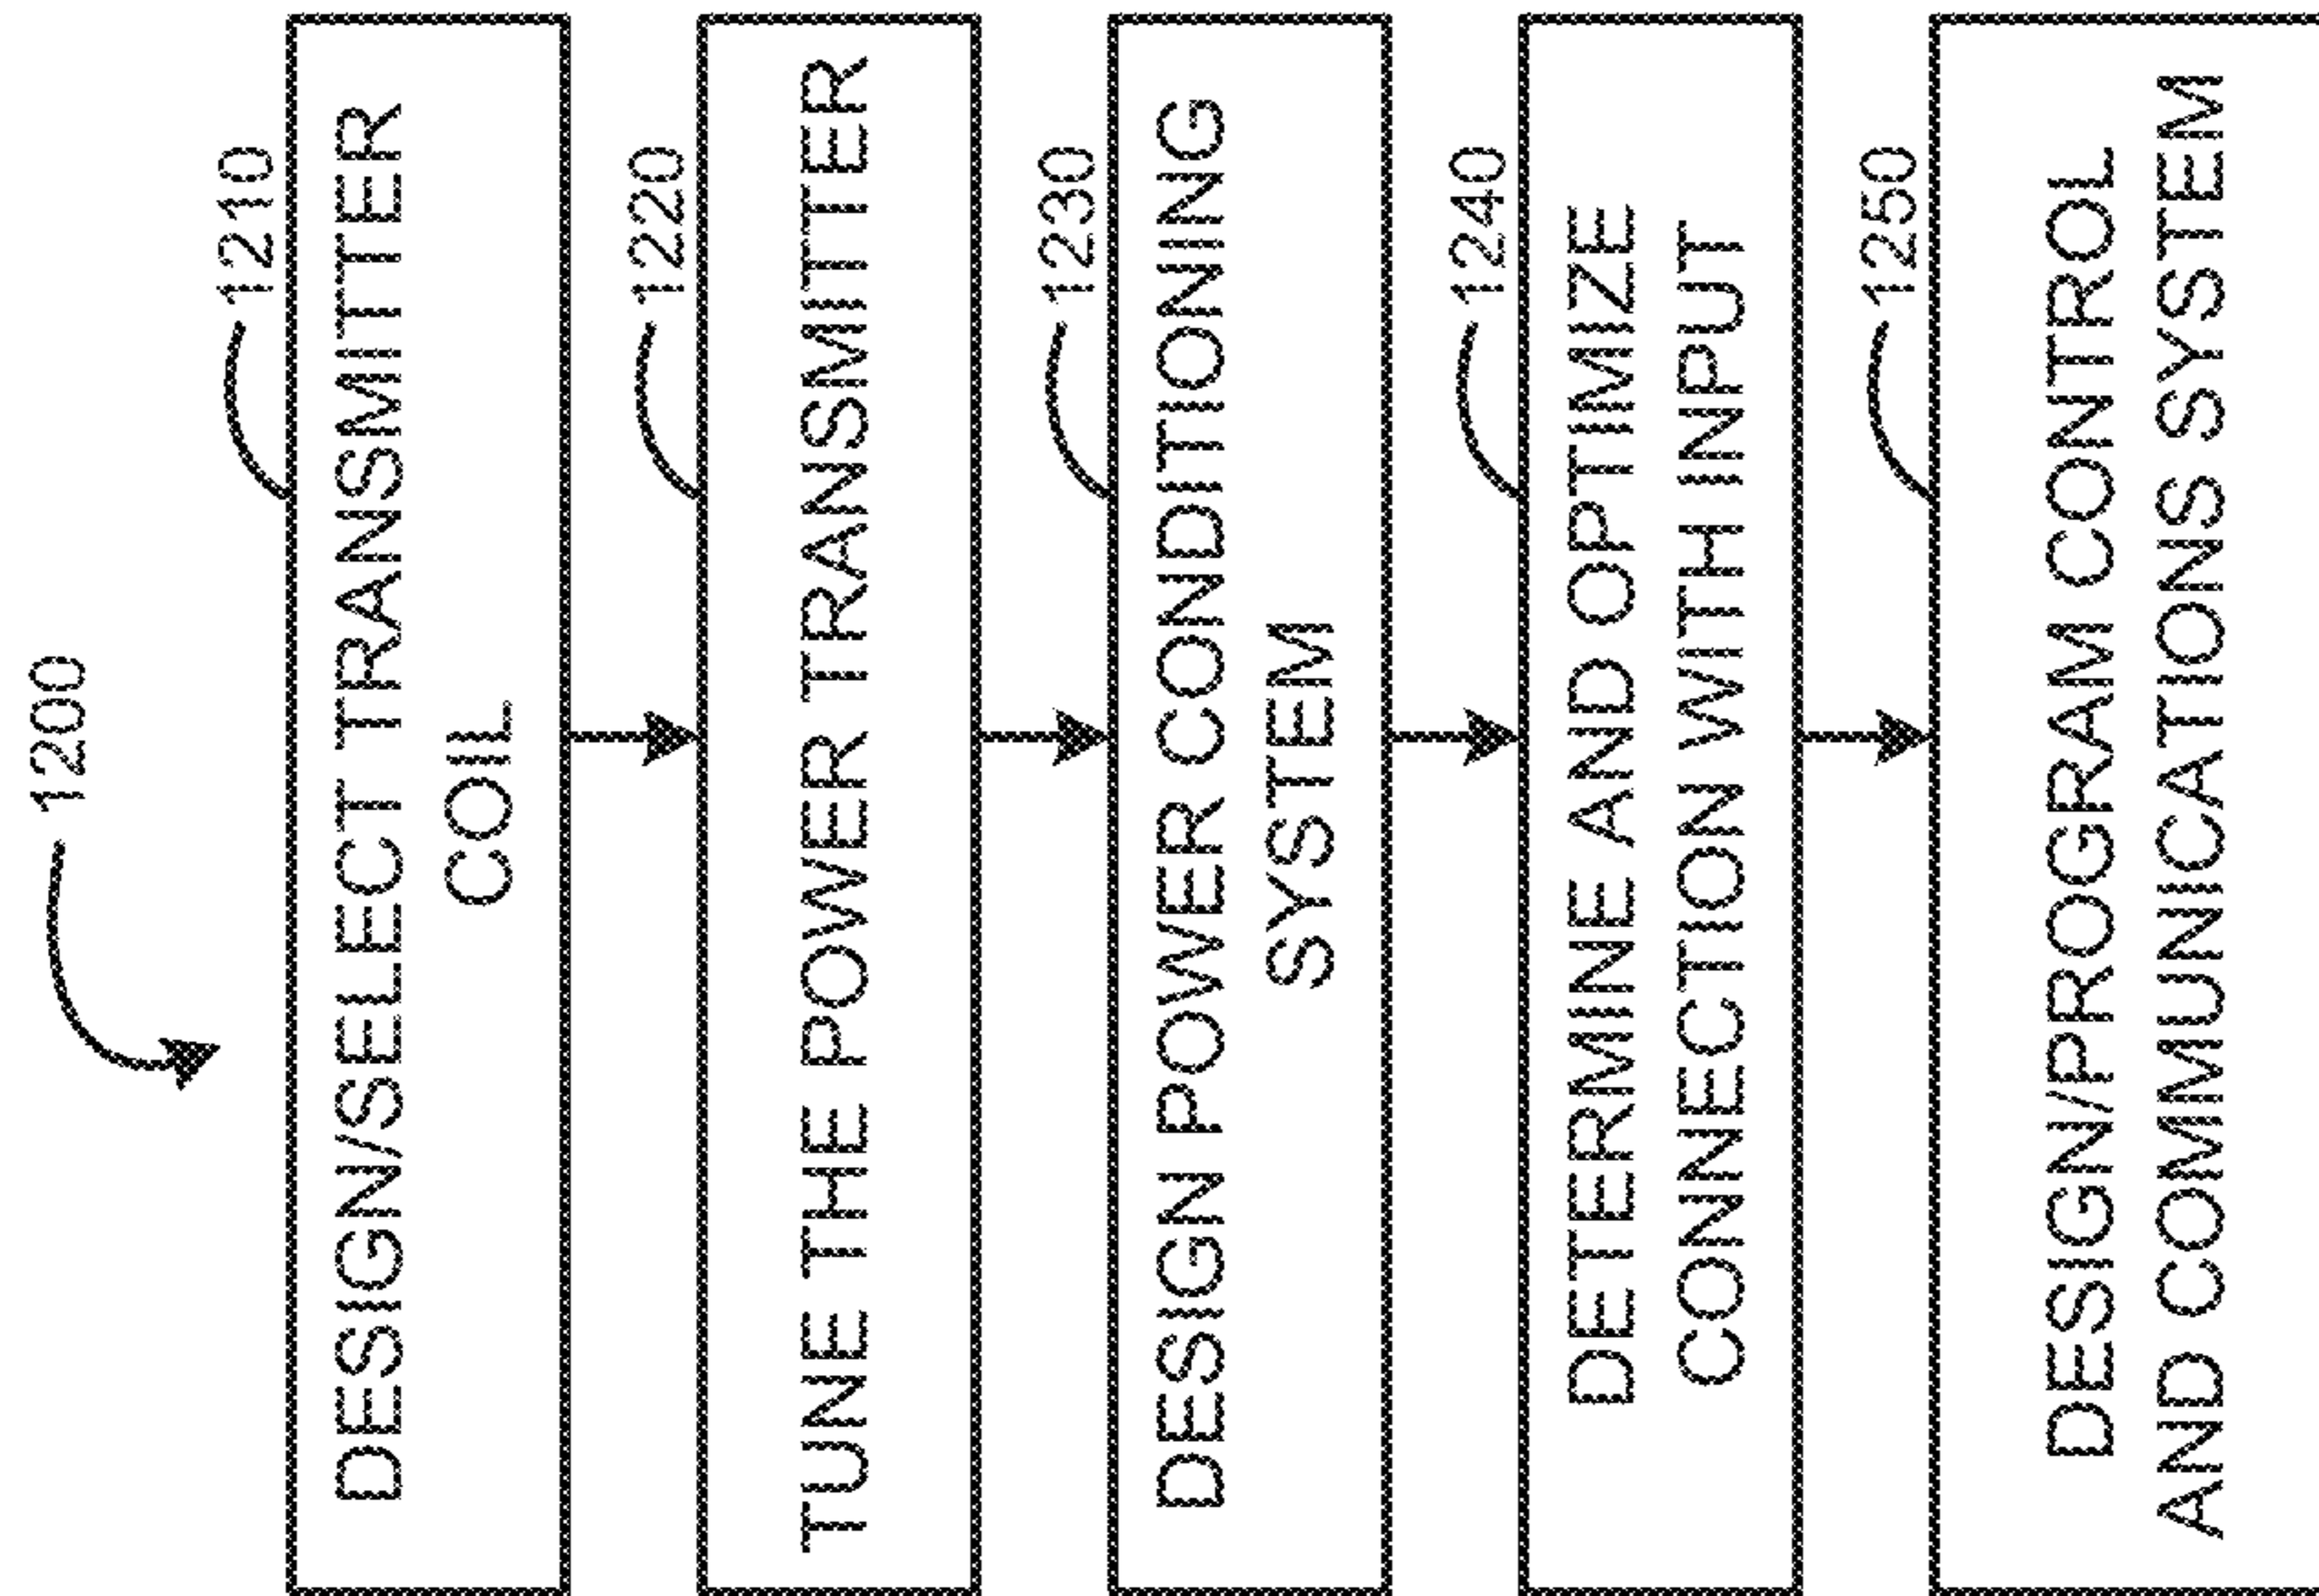 1200
1210
DESIGN/SELECT TRANSMITTER
COIL
1220
TUNE THE POWER TRANSMITTER
1230
DESIGN POWER CONDITIONING
SYSTEM
1240
DETERMINE AND OPTIMIZE
CONNECTION WITH INPUT
1250
DESIGN/PROGRAM CONTROL
AND COMMUNICATIONS SYSTEM